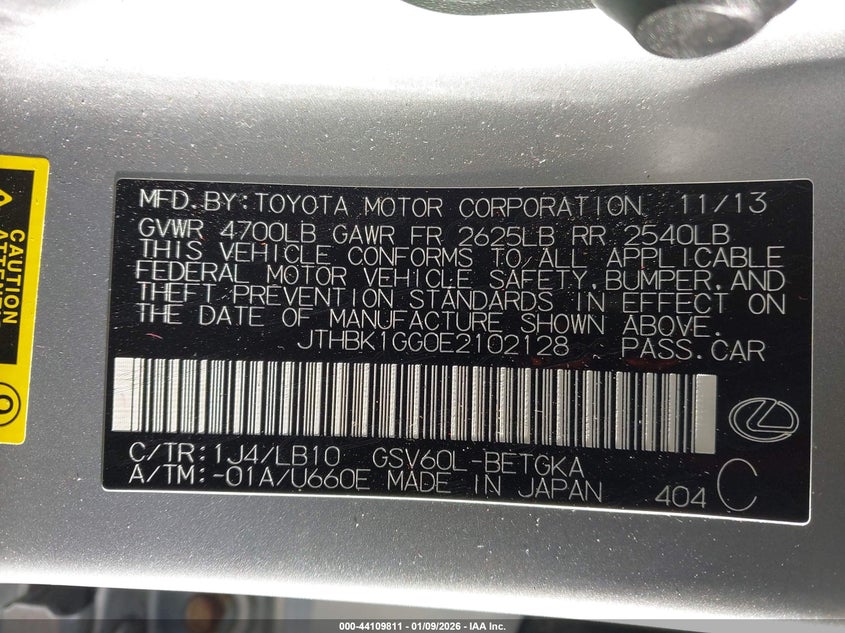 CAUTION
MFD.BY:TOYOTA MOTOR CORPORATION 11/13
GVWR 4700LB GAWR FR 2625LB RR 2540LB
THIS VEHICLE CONFORMS TO ALL APPLICABLE
FEDERAL MOTOR VEHICLE SAFETY,BUMPER,AND
THEFT PREVENTION STANDARDS IN EFFECT ON
THE DATE OF MANUFACTURE SHOWN ABOVE.
JTHBK1GG0E2102128 PASS.CAR
C/TR:1J4/LB10 GSV60L-BETGKA
A/TM:-01A/U660E MADE IN JAPAN 404 C
000-44109811 - 01/09/2026 - IAA Inc.